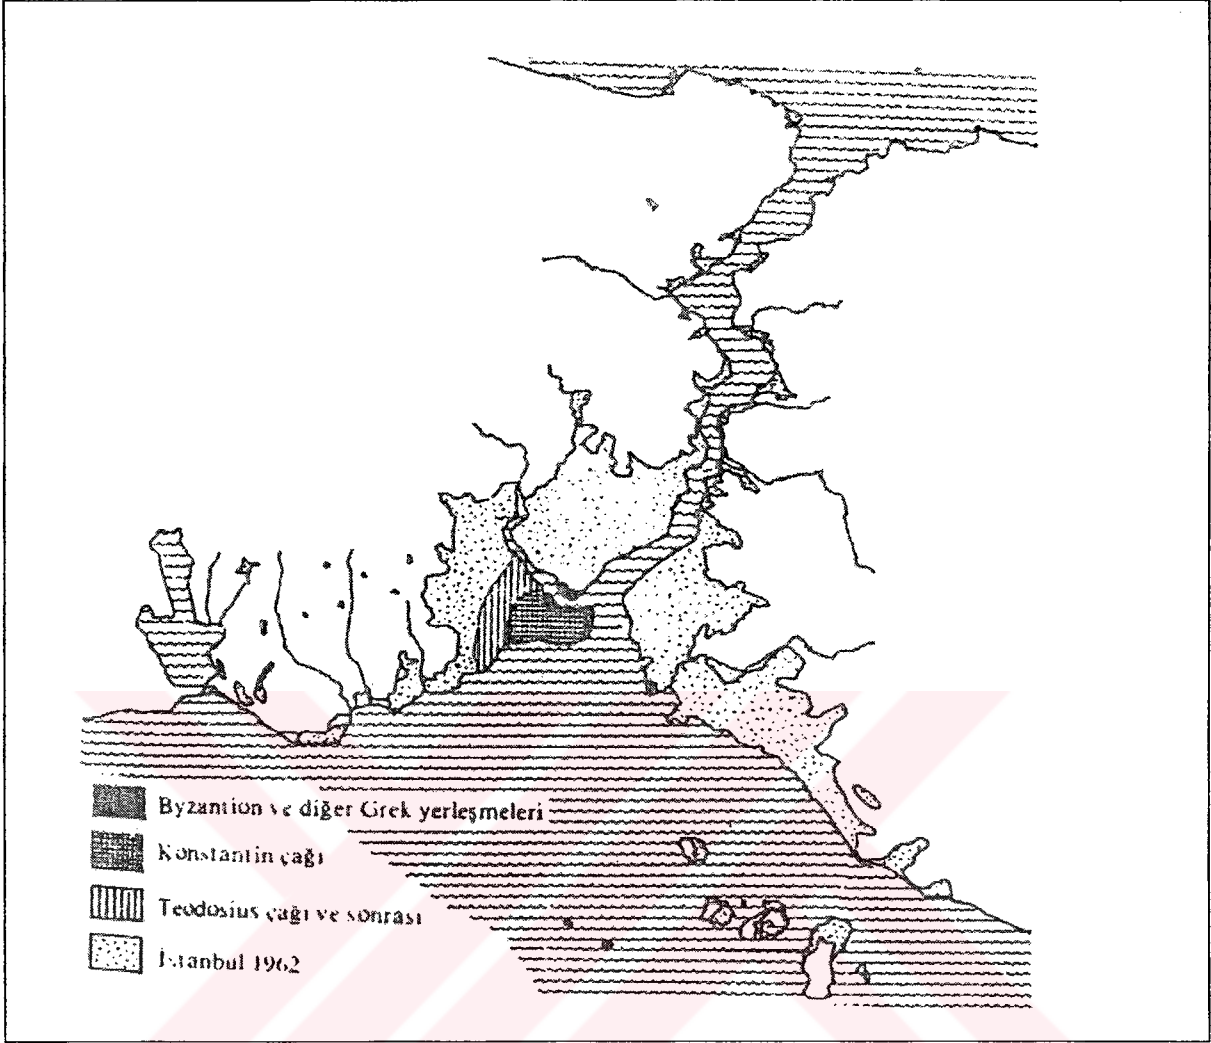 Byzantion ve diğer Grek yerleşmeleri
Konstantin çağı
Teodosius çağı ve sonrası
İstanbul 1962